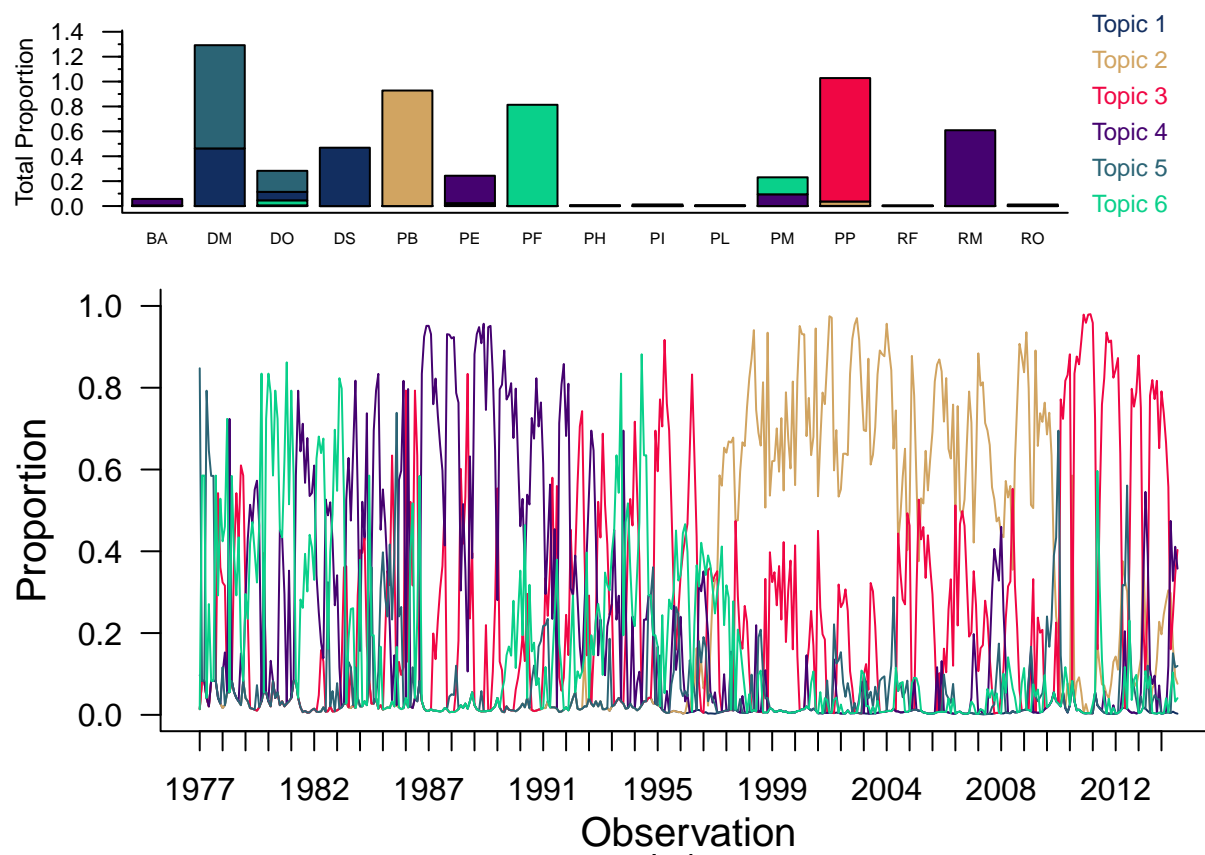 Total Proportion
1.4
1.2
1.0
0.8
0.6
0.4
0.2
0.0
BA DM DO DS PB PE PF PH PI PL PM PP RF RM RO
Topic 1
Topic 2
Topic 3
Topic 4
Topic 5
Topic 6
Proportion
1.0
0.8
0.6
0.4
0.2
0.0
1977 1982 1987 1991 1995 1999 2004 2008 2012
Observation